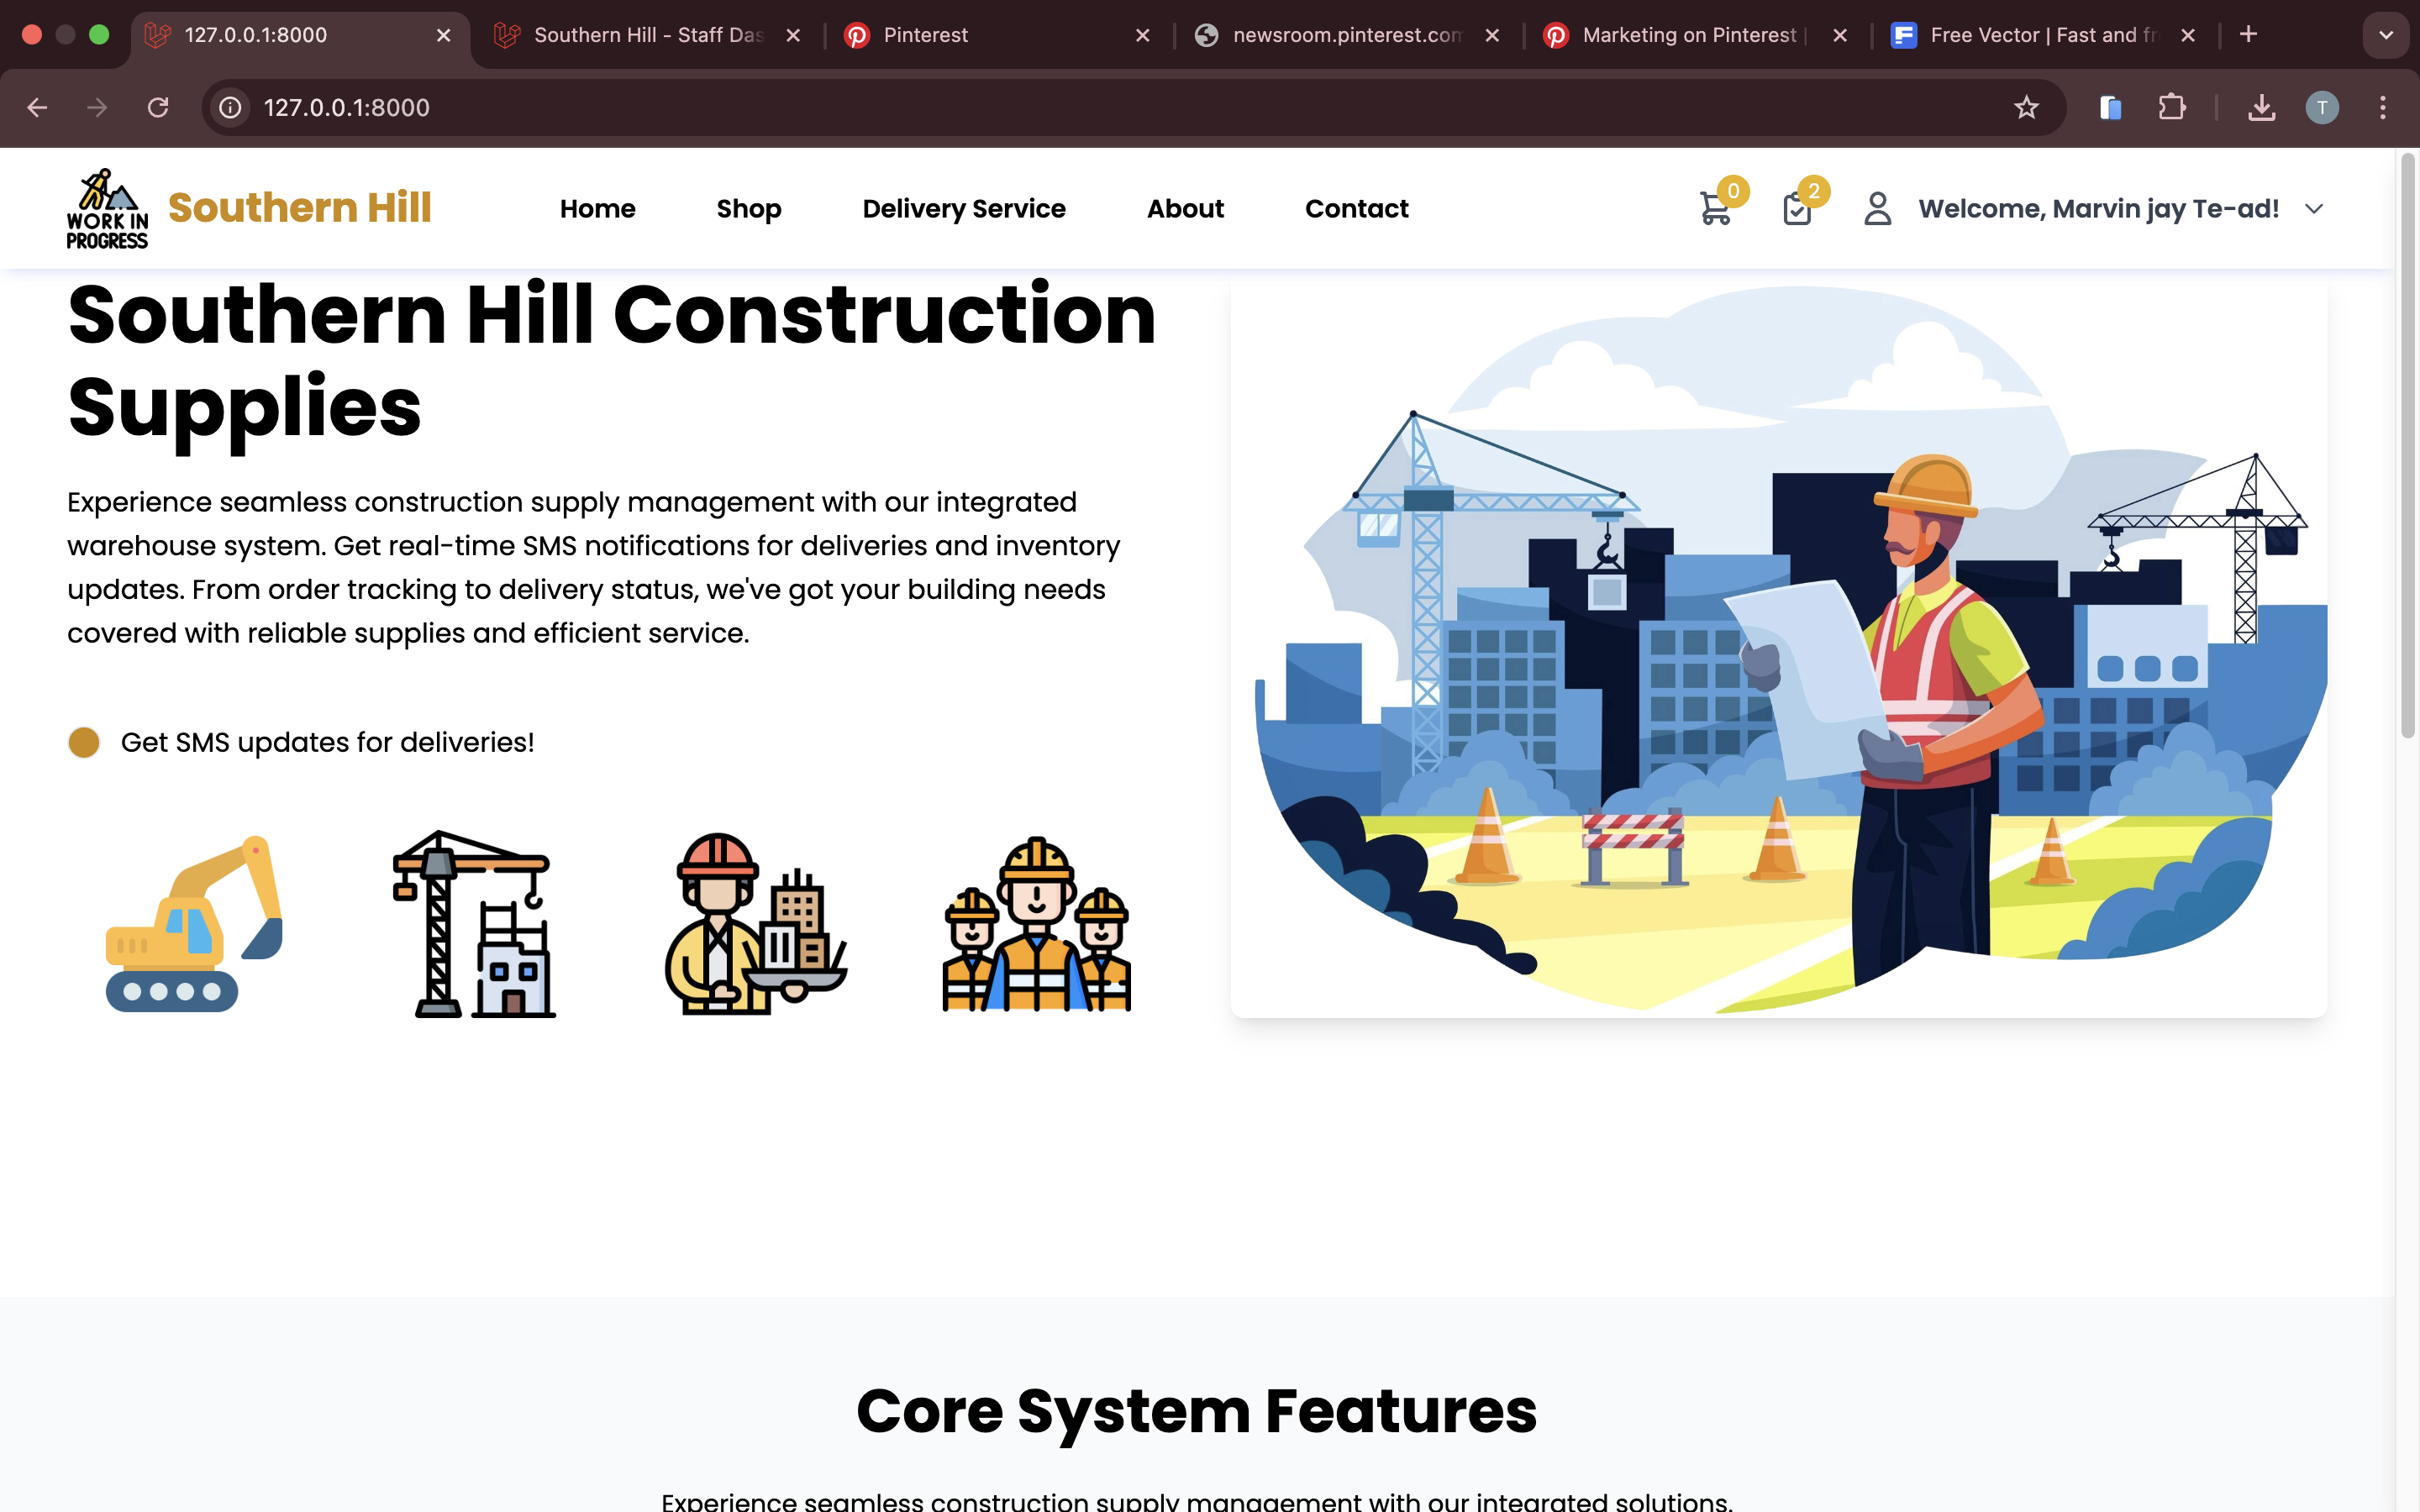 127.0.0.1:8000
Southern Hill - Staff Das
Pinterest
newsroom.pinterest.com
Marketing on Pinterest |
Free Vector | Fast and fr
127.0.0.1:8000
T
WORK IN
PROGRESS
Southern Hill
Home
Shop
Delivery Service
About
Contact
0
2
Welcome, Marvin jay Te-ad!
Southern Hill Construction
Supplies
Experience seamless construction supply management with our integrated
warehouse system. Get real-time SMS notifications for deliveries and inventory
updates. From order tracking to delivery status, we've got your building needs
covered with reliable supplies and efficient service.
Get SMS updates for deliveries!
Core System Features
Experience seamless construction supply management with our integrated solutions.